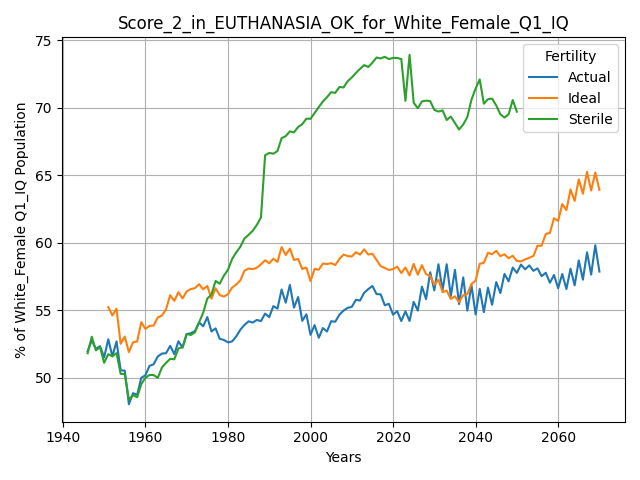 Score_2_in_EUTHANASIA_OK_for_White_Female_Q1_IQ
% of White_Female Q1_IQ Population
75
70
65
60
55
50
Fertility
Actual
Ideal
Sterile
1940 1960 1980 2000 2020 2040 2060
Years